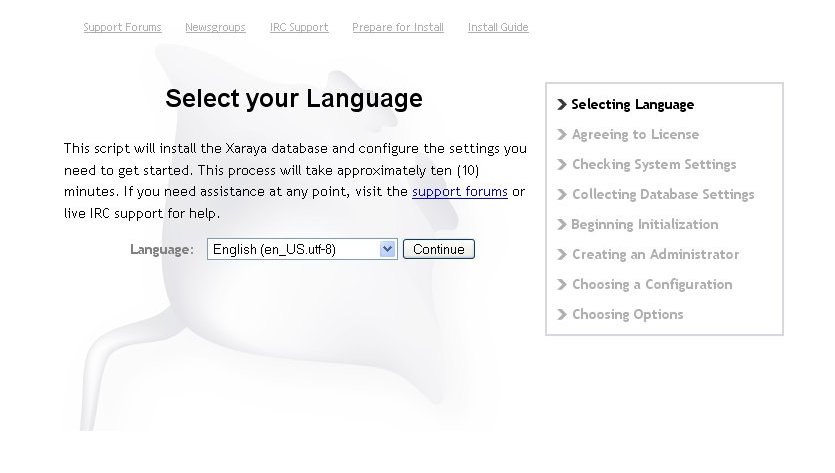 Support Forums Newsgroups IRC Support Prepare for Install Install Guide
Select your Language
This script will install the Xaraya database and configure the settings you
need to get started. This process will take approximately ten (10)
minutes. If you need assistance at any point, visit the support forums or
live IRC support for help.
Language: English (en_US.utf-8) Continue
Selecting Language
Agreeing to License
Checking System Settings
Collecting Database Settings
Beginning Initialization
Creating an Administrator
Choosing a Configuration
Choosing Options